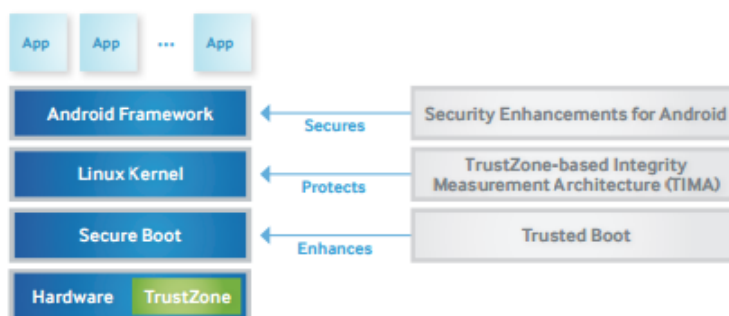 App App ... App
Android Framework
Secures
Security Enhancements for Android
Linux Kernel
Protects
TrustZone-based Integrity
Measurement Architecture (TIMA)
Secure Boot
Enhances
Trusted Boot
Hardware TrustZone